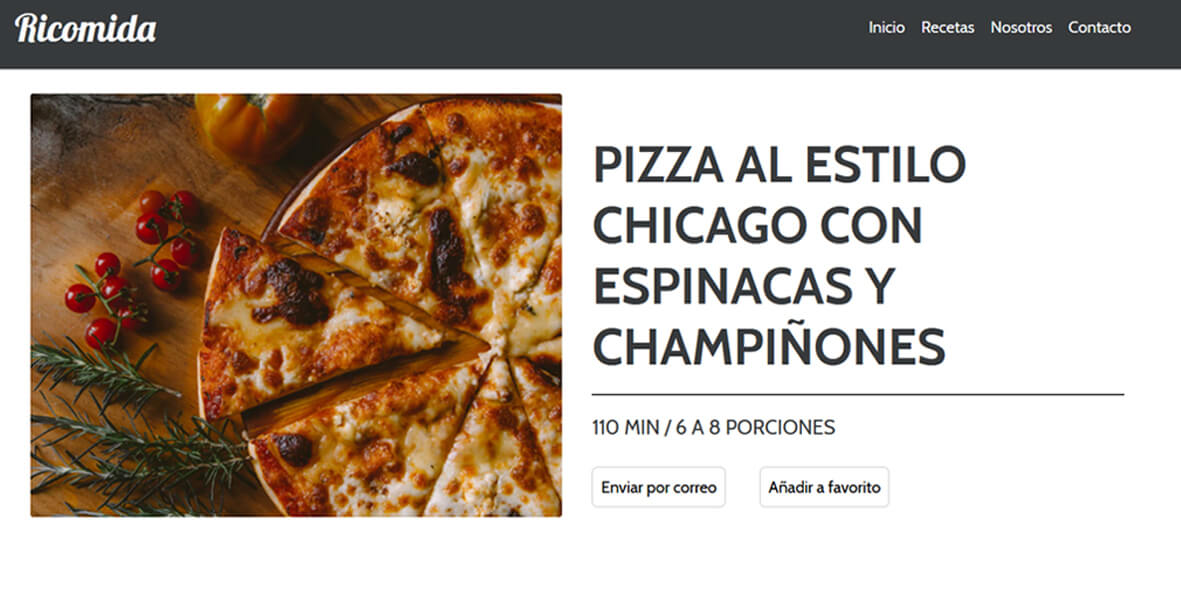 Ricomida
Inicio Recetas Nosotros Contacto
PIZZA AL ESTILO
CHICAGO CON
ESPINACAS Y
CHAMPIÑONES
110 MIN / 6 A 8 PORCIONES
Enviar por correo
Añadir a favorito